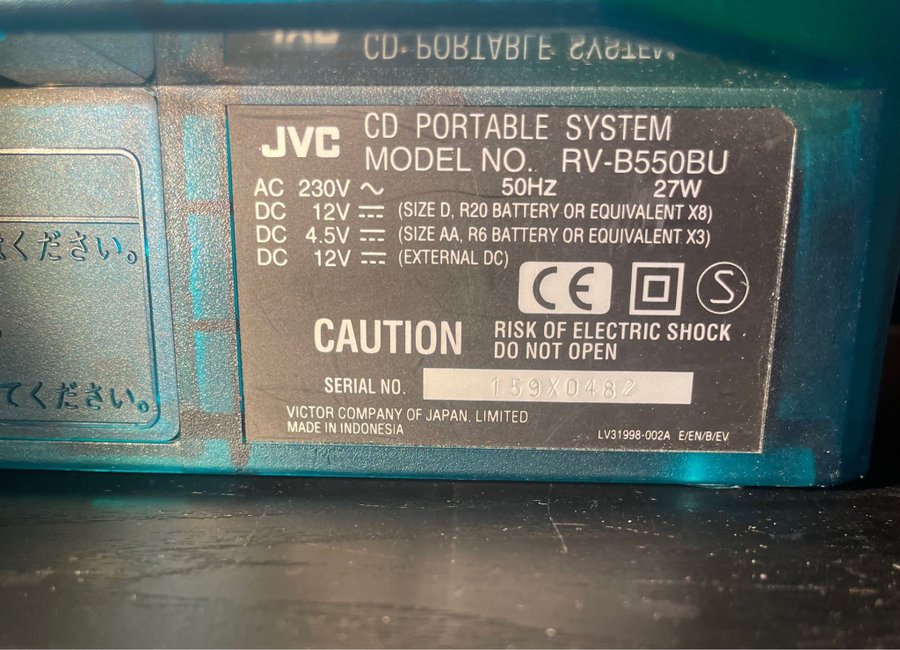 CD PORTABLE SYSTEM
JVC
CD PORTABLE SYSTEM
MODEL NO. RV-B550BU
AC 230V ~ 50Hz 27W
DC 12V ⎓ (SIZE D, R20 BATTERY OR EQUIVALENT X8)
DC 4.5V ⎓ (SIZE AA, R6 BATTERY OR EQUIVALENT X3)
DC 12V ⎓ (EXTERNAL DC)
CE
S
CAUTION
RISK OF ELECTRIC SHOCK
DO NOT OPEN
SERIAL NO. 159X0482
VICTOR COMPANY OF JAPAN, LIMITED
MADE IN INDONESIA
LV31998-002A E/EN/B/EV
ください。
てください。